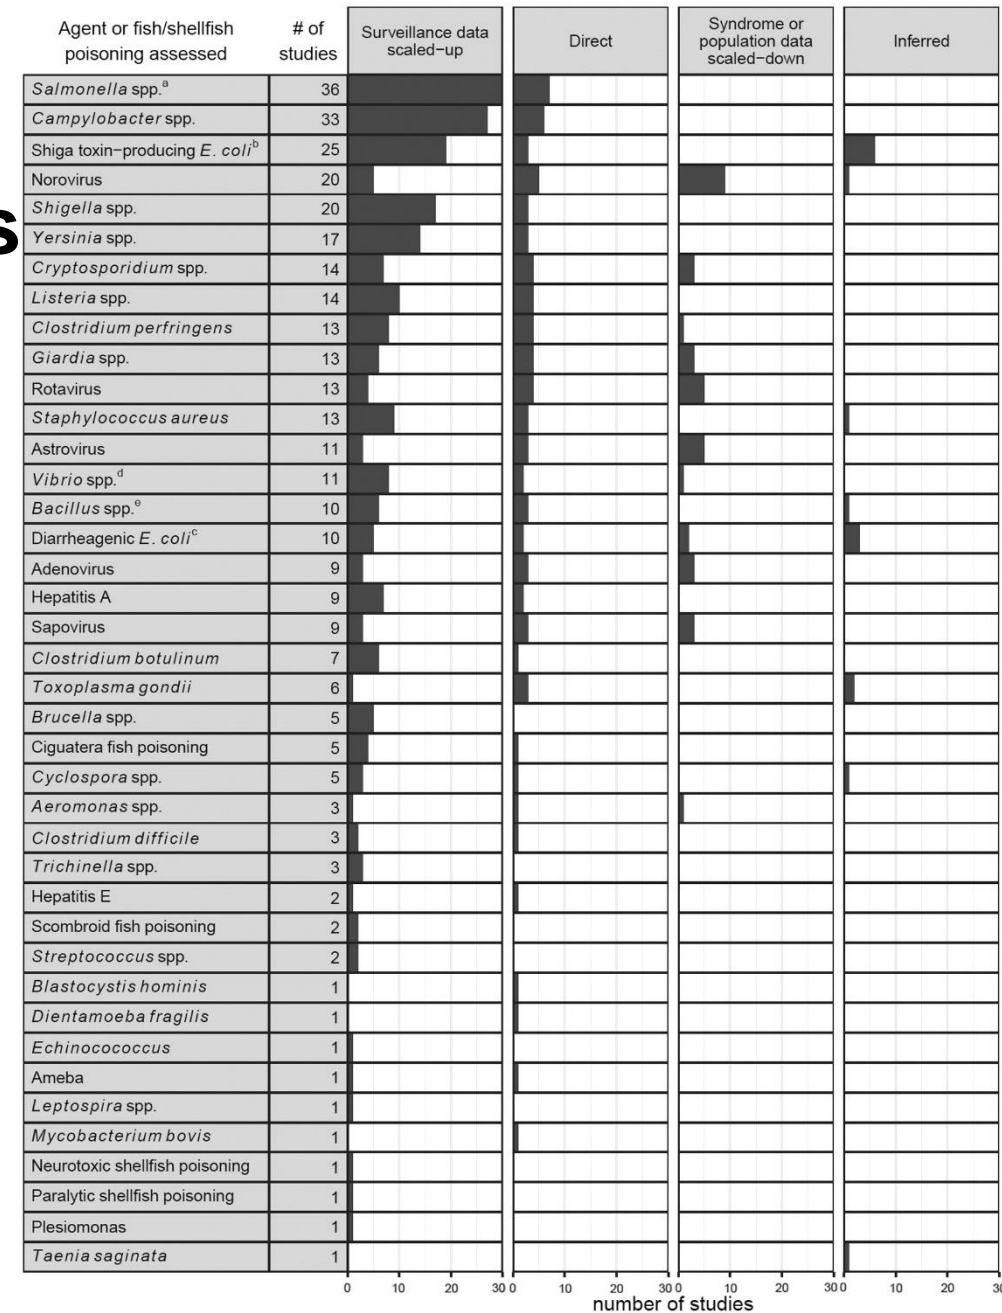 Agent or fish/shellfish poisoning assessed # of studies Surveillance data scaled−up Direct Syndrome or population data scaled−down Inferred
Salmonella spp.a 36
Campylobacter spp. 33
Shiga toxin−producing E. colib 25
Norovirus 20
s
Shigella spp. 20
Yersinia spp. 17
Cryptosporidium spp. 14
Listeria spp. 14
Clostridium perfringens 13
Giardia spp. 13
Rotavirus 13
Staphylococcus aureus 13
Astrovirus 11
Vibrio spp.d 11
Bacillus spp.e 10
Diarrheagenic E. colic 10
Adenovirus 9
Hepatitis A 9
Sapovirus 9
Clostridium botulinum 7
Toxoplasma gondii 6
Brucella spp. 5
Ciguatera fish poisoning 5
Cyclospora spp. 5
Aeromonas spp. 3
Clostridium difficile 3
Trichinella spp. 3
Hepatitis E 2
Scombroid fish poisoning 2
Streptococcus spp. 2
Blastocystis hominis 1
Dientamoeba fragilis 1
Echinocococcus 1
Ameba 1
Leptospira spp. 1
Mycobacterium bovis 1
Neurotoxic shellfish poisoning 1
Paralytic shellfish poisoning 1
Plesiomonas 1
Taenia saginata 1
0 10 20 30 0 10 20 30 0 10 20 30 0 10 20 30
number of studies